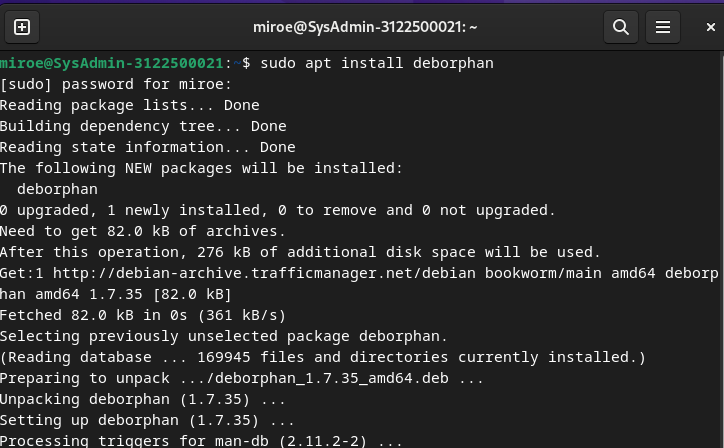 miroe@SysAdmin-3122500021: ~
miroe@SysAdmin-3122500021:~$ sudo apt install deborphan
[sudo] password for miroe:
Reading package lists... Done
Building dependency tree... Done
Reading state information... Done
The following NEW packages will be installed:
  deborphan
0 upgraded, 1 newly installed, 0 to remove and 0 not upgraded.
Need to get 82.0 kB of archives.
After this operation, 276 kB of additional disk space will be used.
Get:1 http://debian-archive.trafficmanager.net/debian bookworm/main amd64 deborp
han amd64 1.7.35 [82.0 kB]
Fetched 82.0 kB in 0s (361 kB/s)
Selecting previously unselected package deborphan.
(Reading database ... 169945 files and directories currently installed.)
Preparing to unpack .../deborphan_1.7.35_amd64.deb ...
Unpacking deborphan (1.7.35) ...
Setting up deborphan (1.7.35) ...
Processing triggers for man-db (2.11.2-2) ...